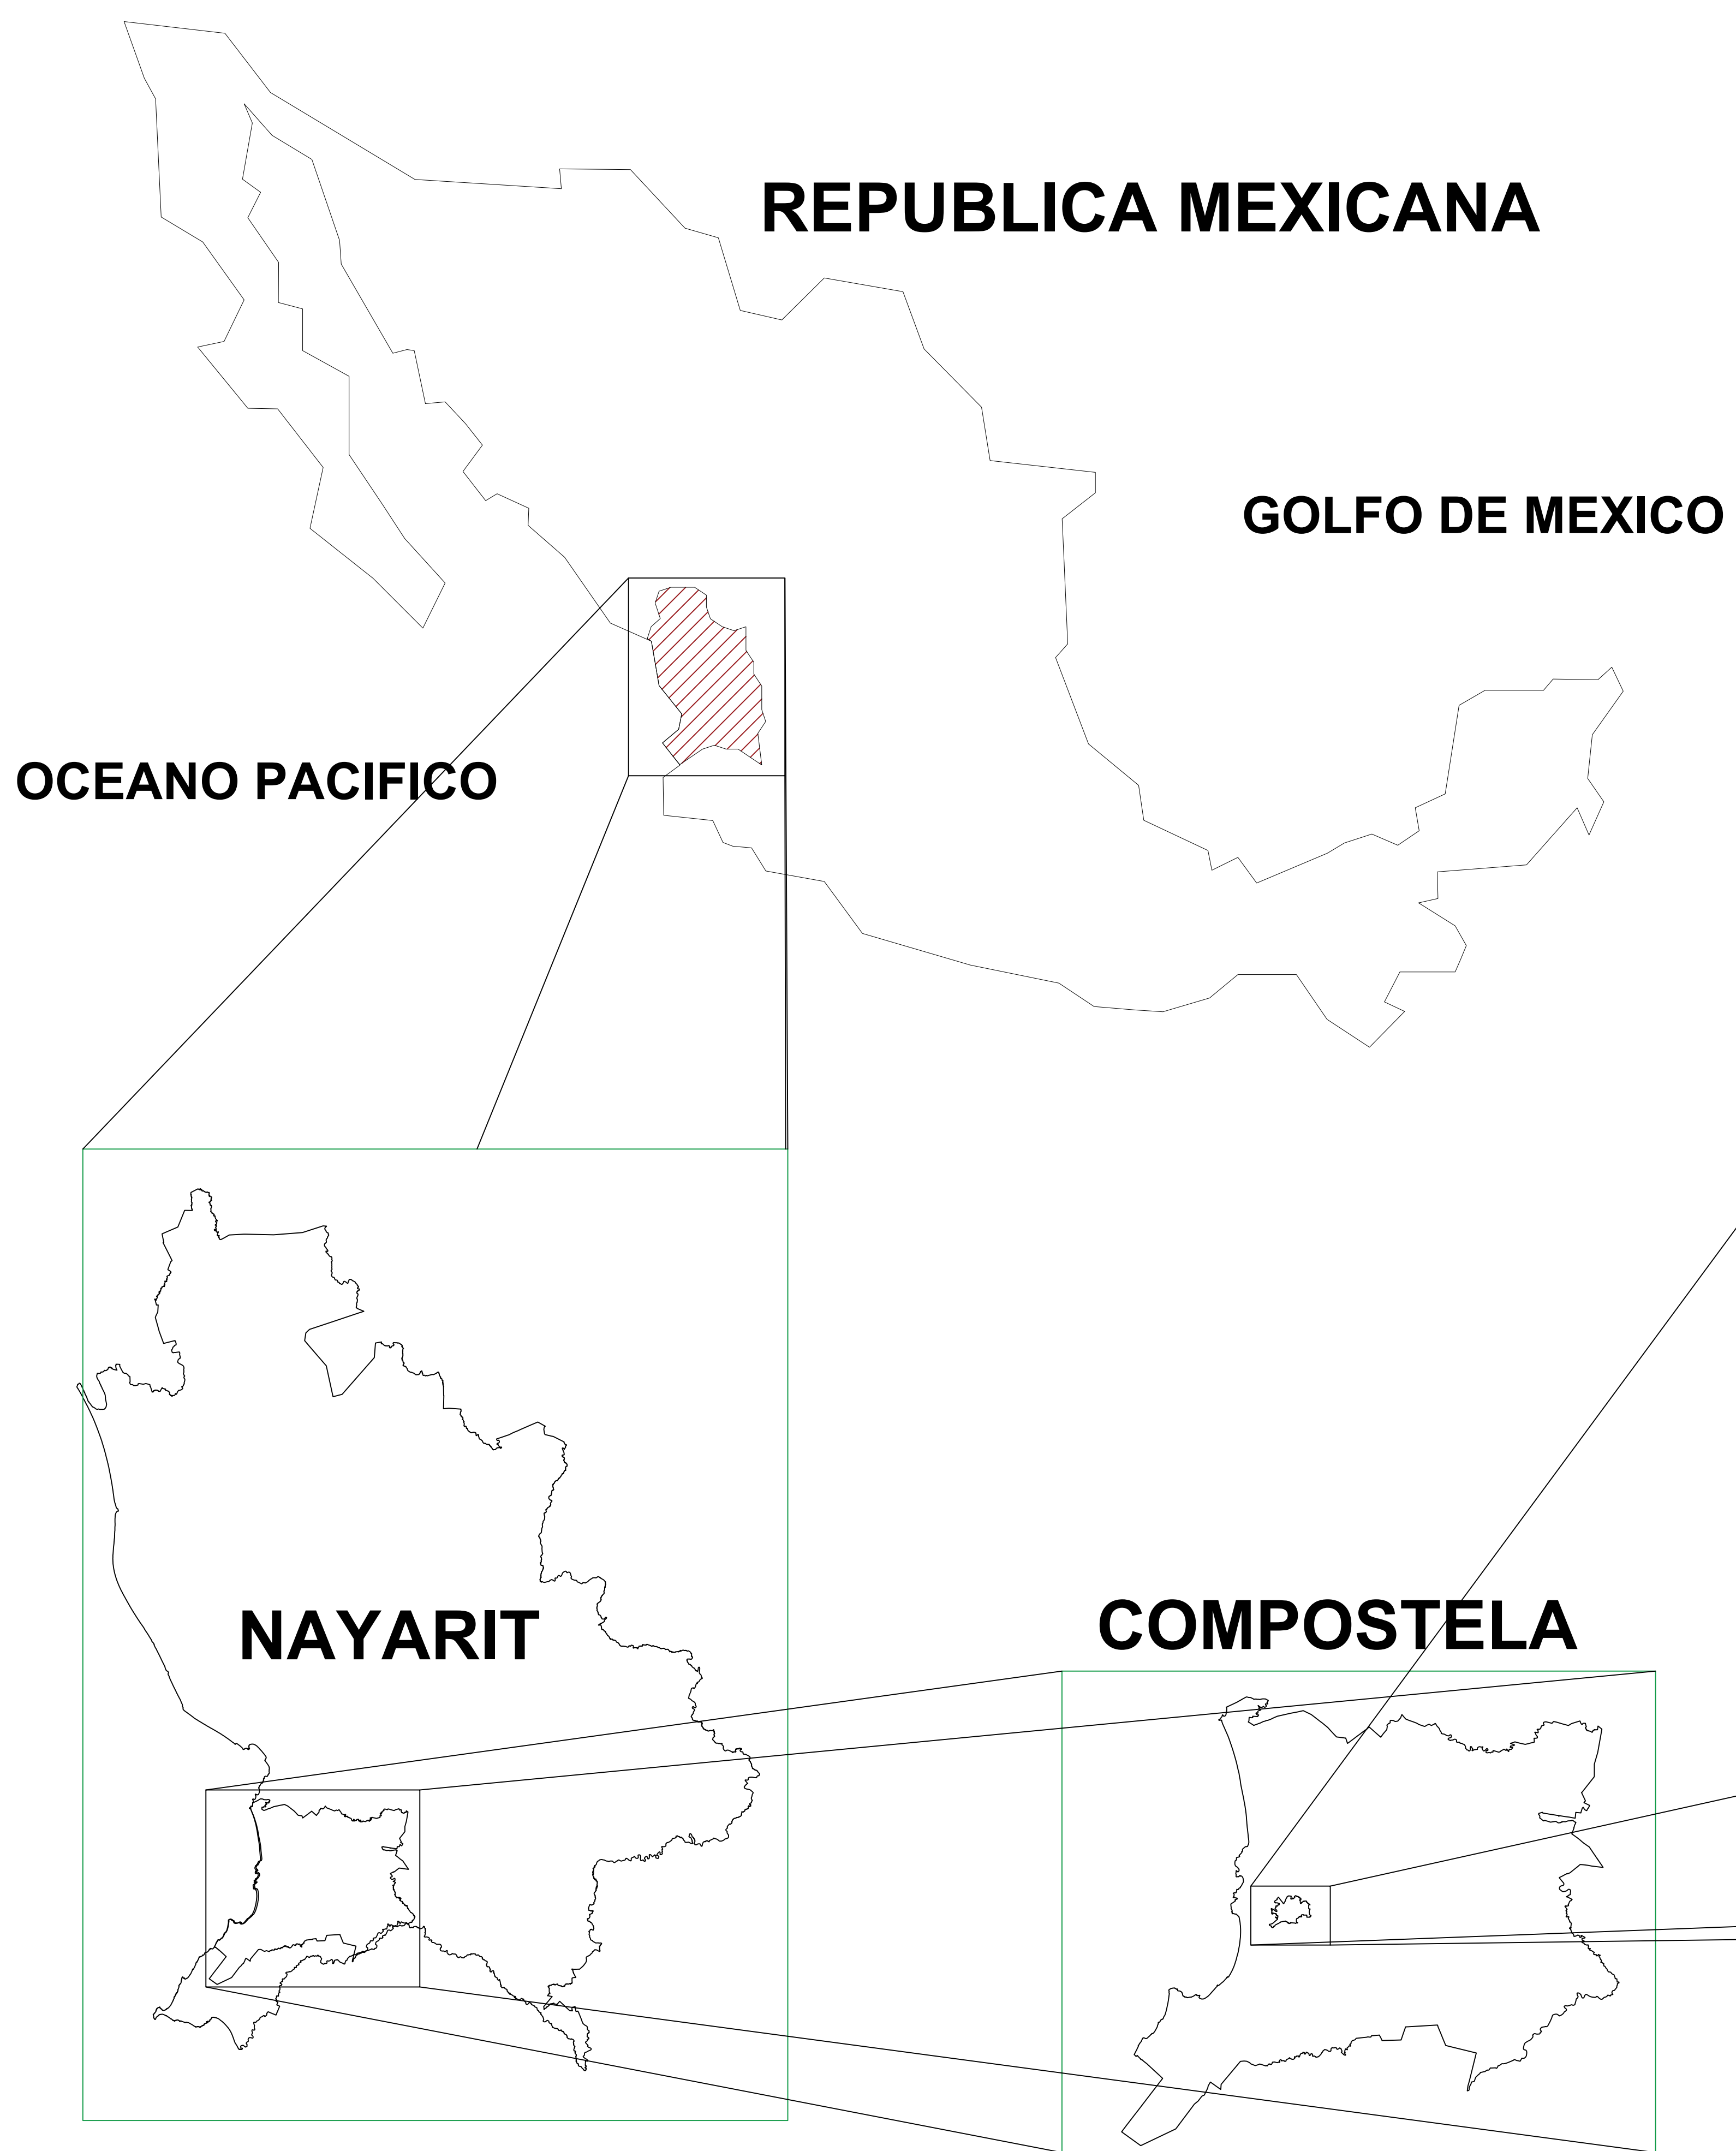 REPUBLICA MEXICANA
GOLFO DE MEXICO
OCEANO PACIFICO
NAYARIT
COMPOSTELA